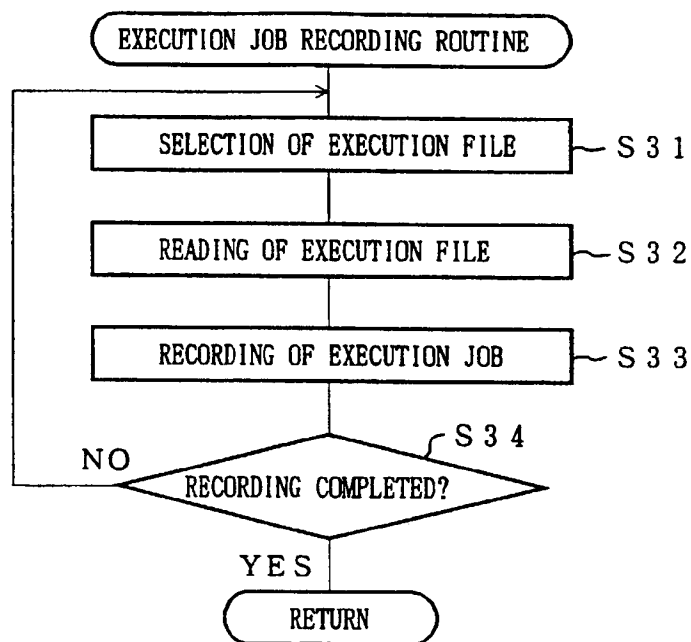 EXECUTION JOB RECORDING ROUTINE
SELECTION OF EXECUTION FILE
S31
READING OF EXECUTION FILE
S32
RECORDING OF EXECUTION JOB
S33
S34
NO
RECORDING COMPLETED?
YES
RETURN